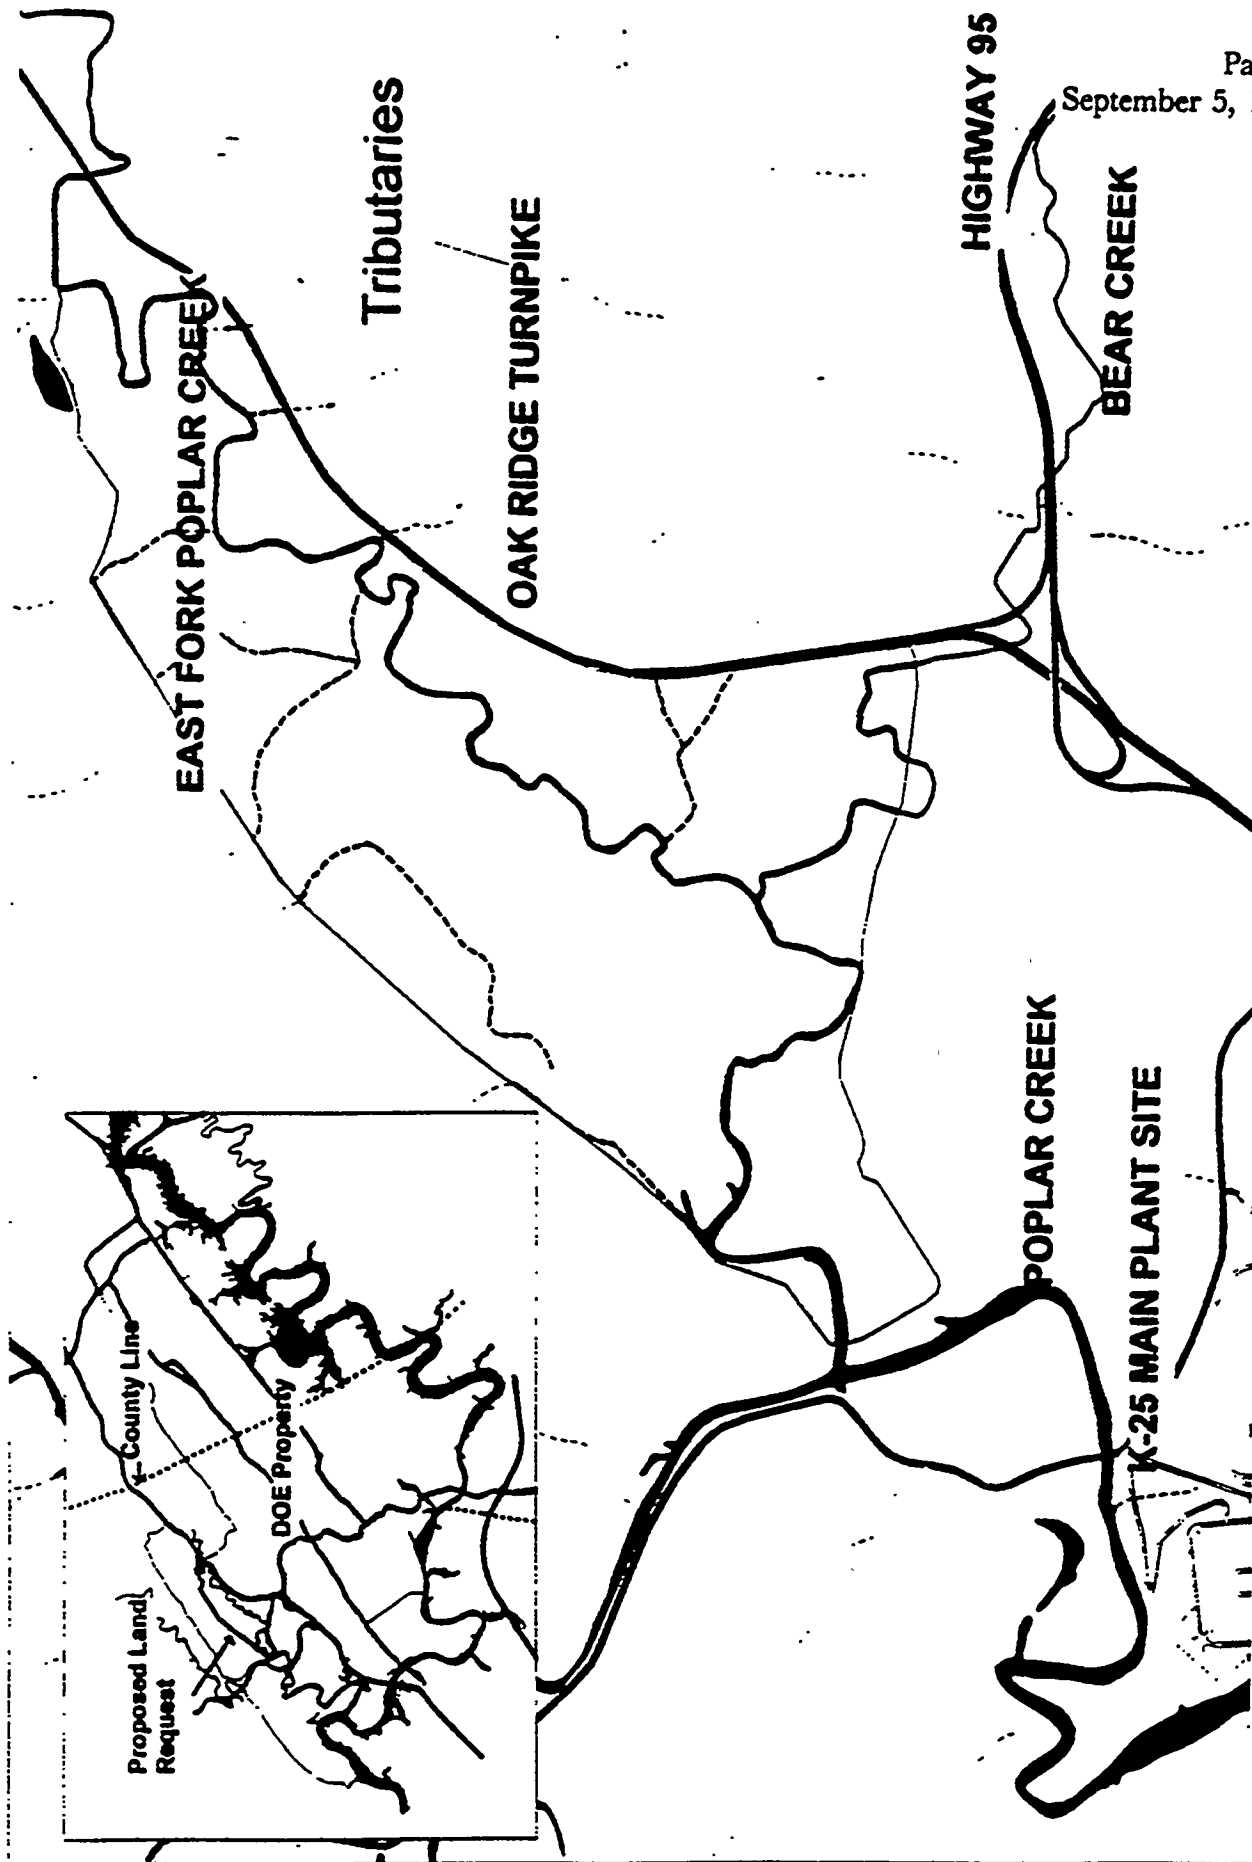 Pa
September 5,
Tributaries
HIGHWAY 95
OAK RIDGE TURNPIKE
BEAR CREEK
EAST FORK POPLAR CREEK
POPLAR CREEK
K-25 MAIN PLANT SITE
County Line
DOE Property
Proposed Land
Request